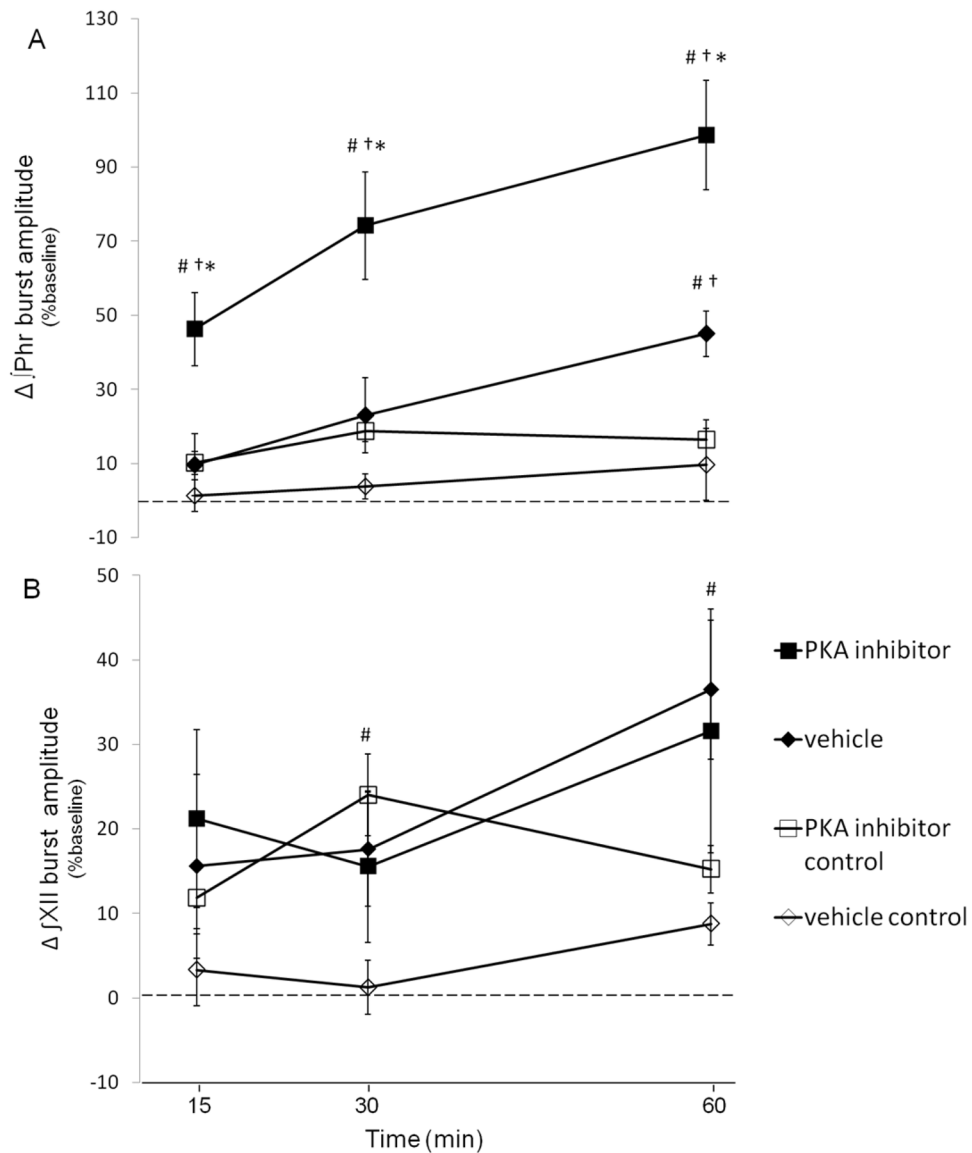 A
Δ∫Phr burst amplitude
(%baseline)
130
110
90
70
50
30
10
-10
# †*
# †*
# †*
# †
B
Δ∫XII burst amplitude
(%baseline)
50
40
30
20
10
0
-10
#
#
15
30
60
Time (min)
PKA inhibitor
vehicle
PKA inhibitor
control
vehicle control